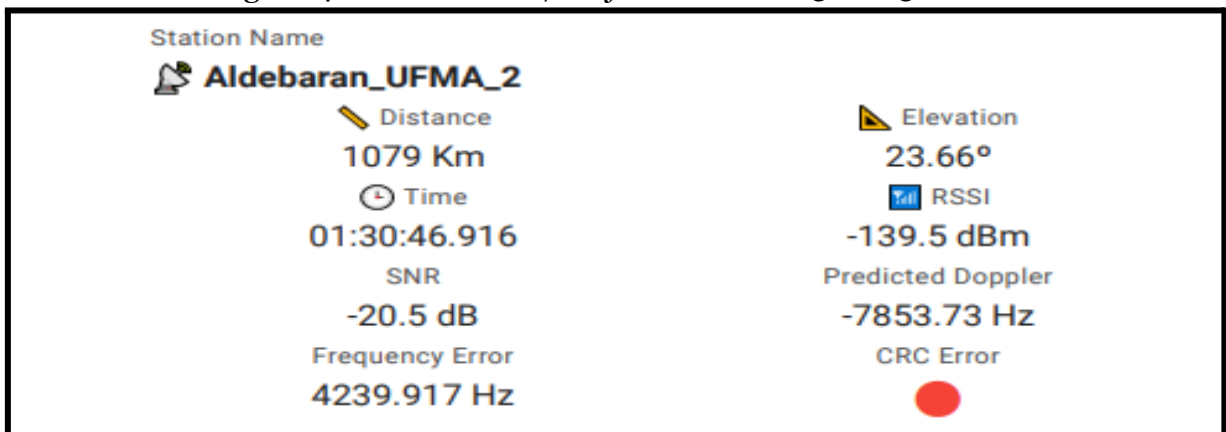 Station Name
Aldebaran_UFMA_2
Distance Elevation
1079 Km 23.66º
Time RSSI
01:30:46.916 -139.5 dBm
SNR Predicted Doppler
-20.5 dB -7853.73 Hz
Frequency Error CRC Error
4239.917 Hz